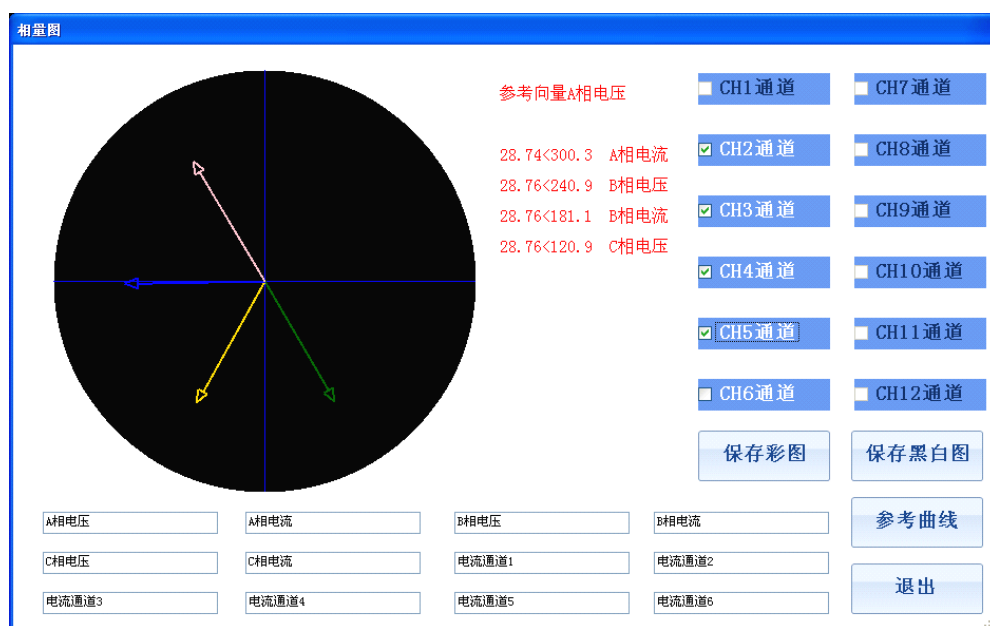 相量图
参考向量A相电压
28.74<300.3 A相电流
28.76<240.9 B相电压
28.76<181.1 B相电流
28.76<120.9 C相电压
CH1通道 CH7通道
CH2通道 CH8通道
CH3通道 CH9通道
CH4通道 CH10通道
CH5通道 CH11通道
CH6通道 CH12通道
保存彩图 保存黑白图
参考曲线
退出
A相电压 A相电流 B相电压 B相电流
C相电压 C相电流 电流通道1 电流通道2
电流通道3 电流通道4 电流通道5 电流通道6